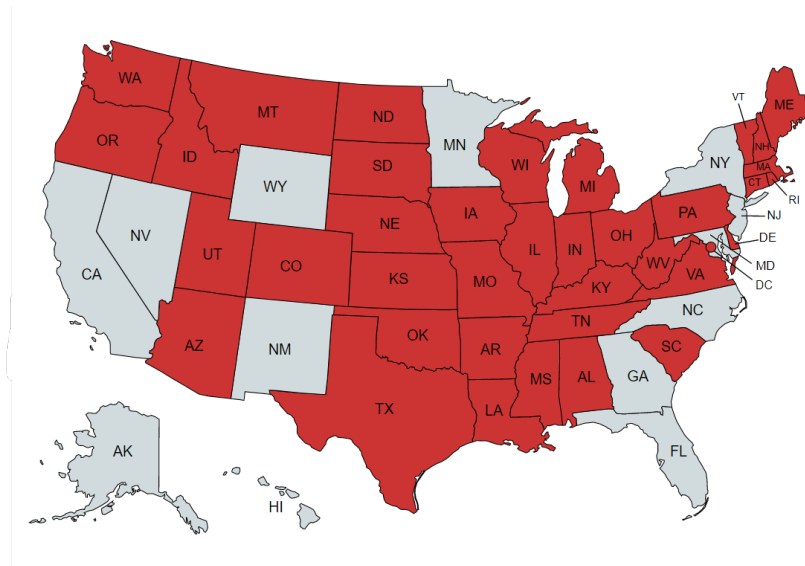 WA
MT
ND
MN
VT
ME
OR
ID
SD
WI
MI
NY
NH
MA
CT
RI
WY
NE
IA
PA
NJ
NV
UT
CO
IL
IN
OH
DE
CA
KS
MO
WV
VA
MD
KY
DC
AZ
NM
OK
AR
TN
NC
SC
TX
LA
MS
AL
GA
AK
HI
FL